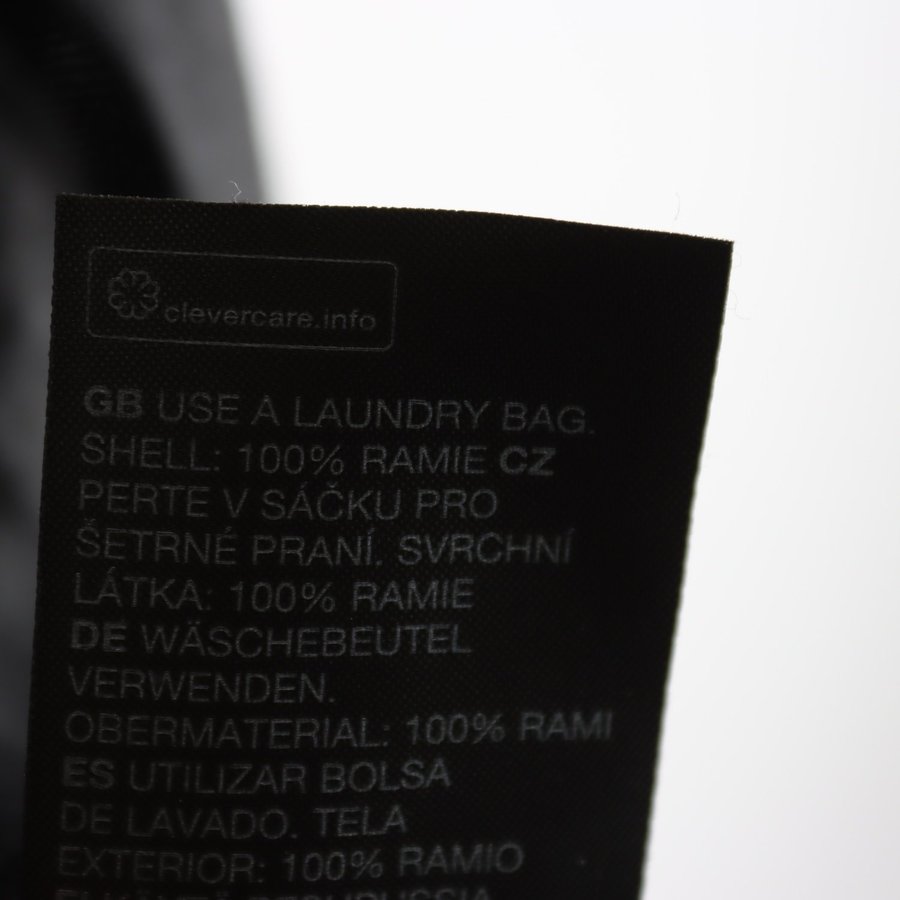 clevercare.info
GB USE A LAUNDRY BAG.
SHELL: 100% RAMIE CZ
PERTE V SÁČKU PRO
ŠETRNÉ PRANÍ. SVRCHNÍ
LÁTKA: 100% RAMIE
DE WÄSCHEBEUTEL
VERWENDEN.
OBERMATERIAL: 100% RAMI
ES UTILIZAR BOLSA
DE LAVADO. TELA
EXTERIOR: 100% RAMIO